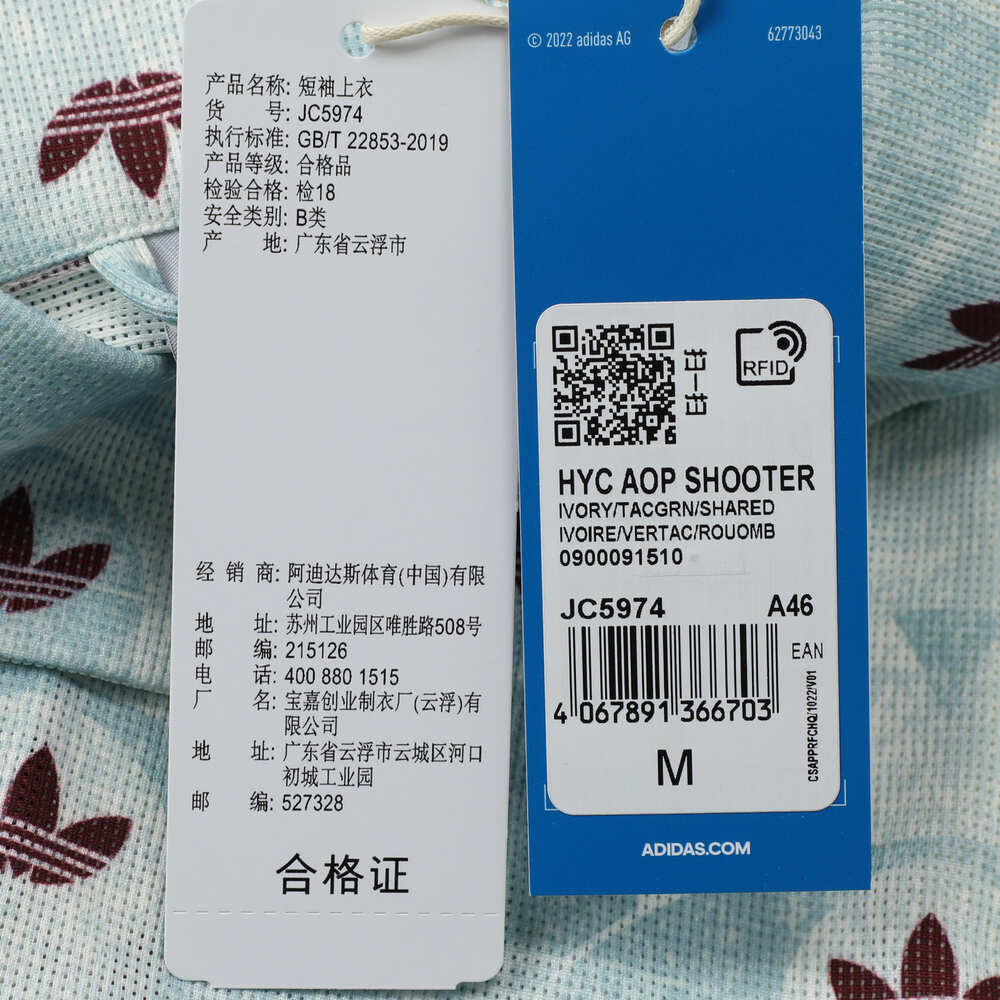 产品名称: 短袖上衣
货 号: JC5974
执行标准: GB/T 22853-2019
产品等级: 合格品
检验合格: 检18
安全类别: B类
产 地: 广东省云浮市
经 销 商: 阿迪达斯体育(中国)有限
公司
地 址: 苏州工业园区唯胜路508号
邮 编: 215126
电 话: 400 880 1515
厂 名: 宝嘉创业制衣厂(云浮)有
限公司
地 址: 广东省云浮市云城区河口
初城工业园
邮 编: 527328
合格证
© 2022 adidas AG
62773043
扫一扫
RFID
HYC AOP SHOOTER
IVORY/TACGRN/SHARED
IVOIRE/VERTAC/ROUOMB
0900091510
JC5974 A46
EAN
4 067891 366703
CSAPPRFCHQ/1022/V01
M
ADIDAS.COM